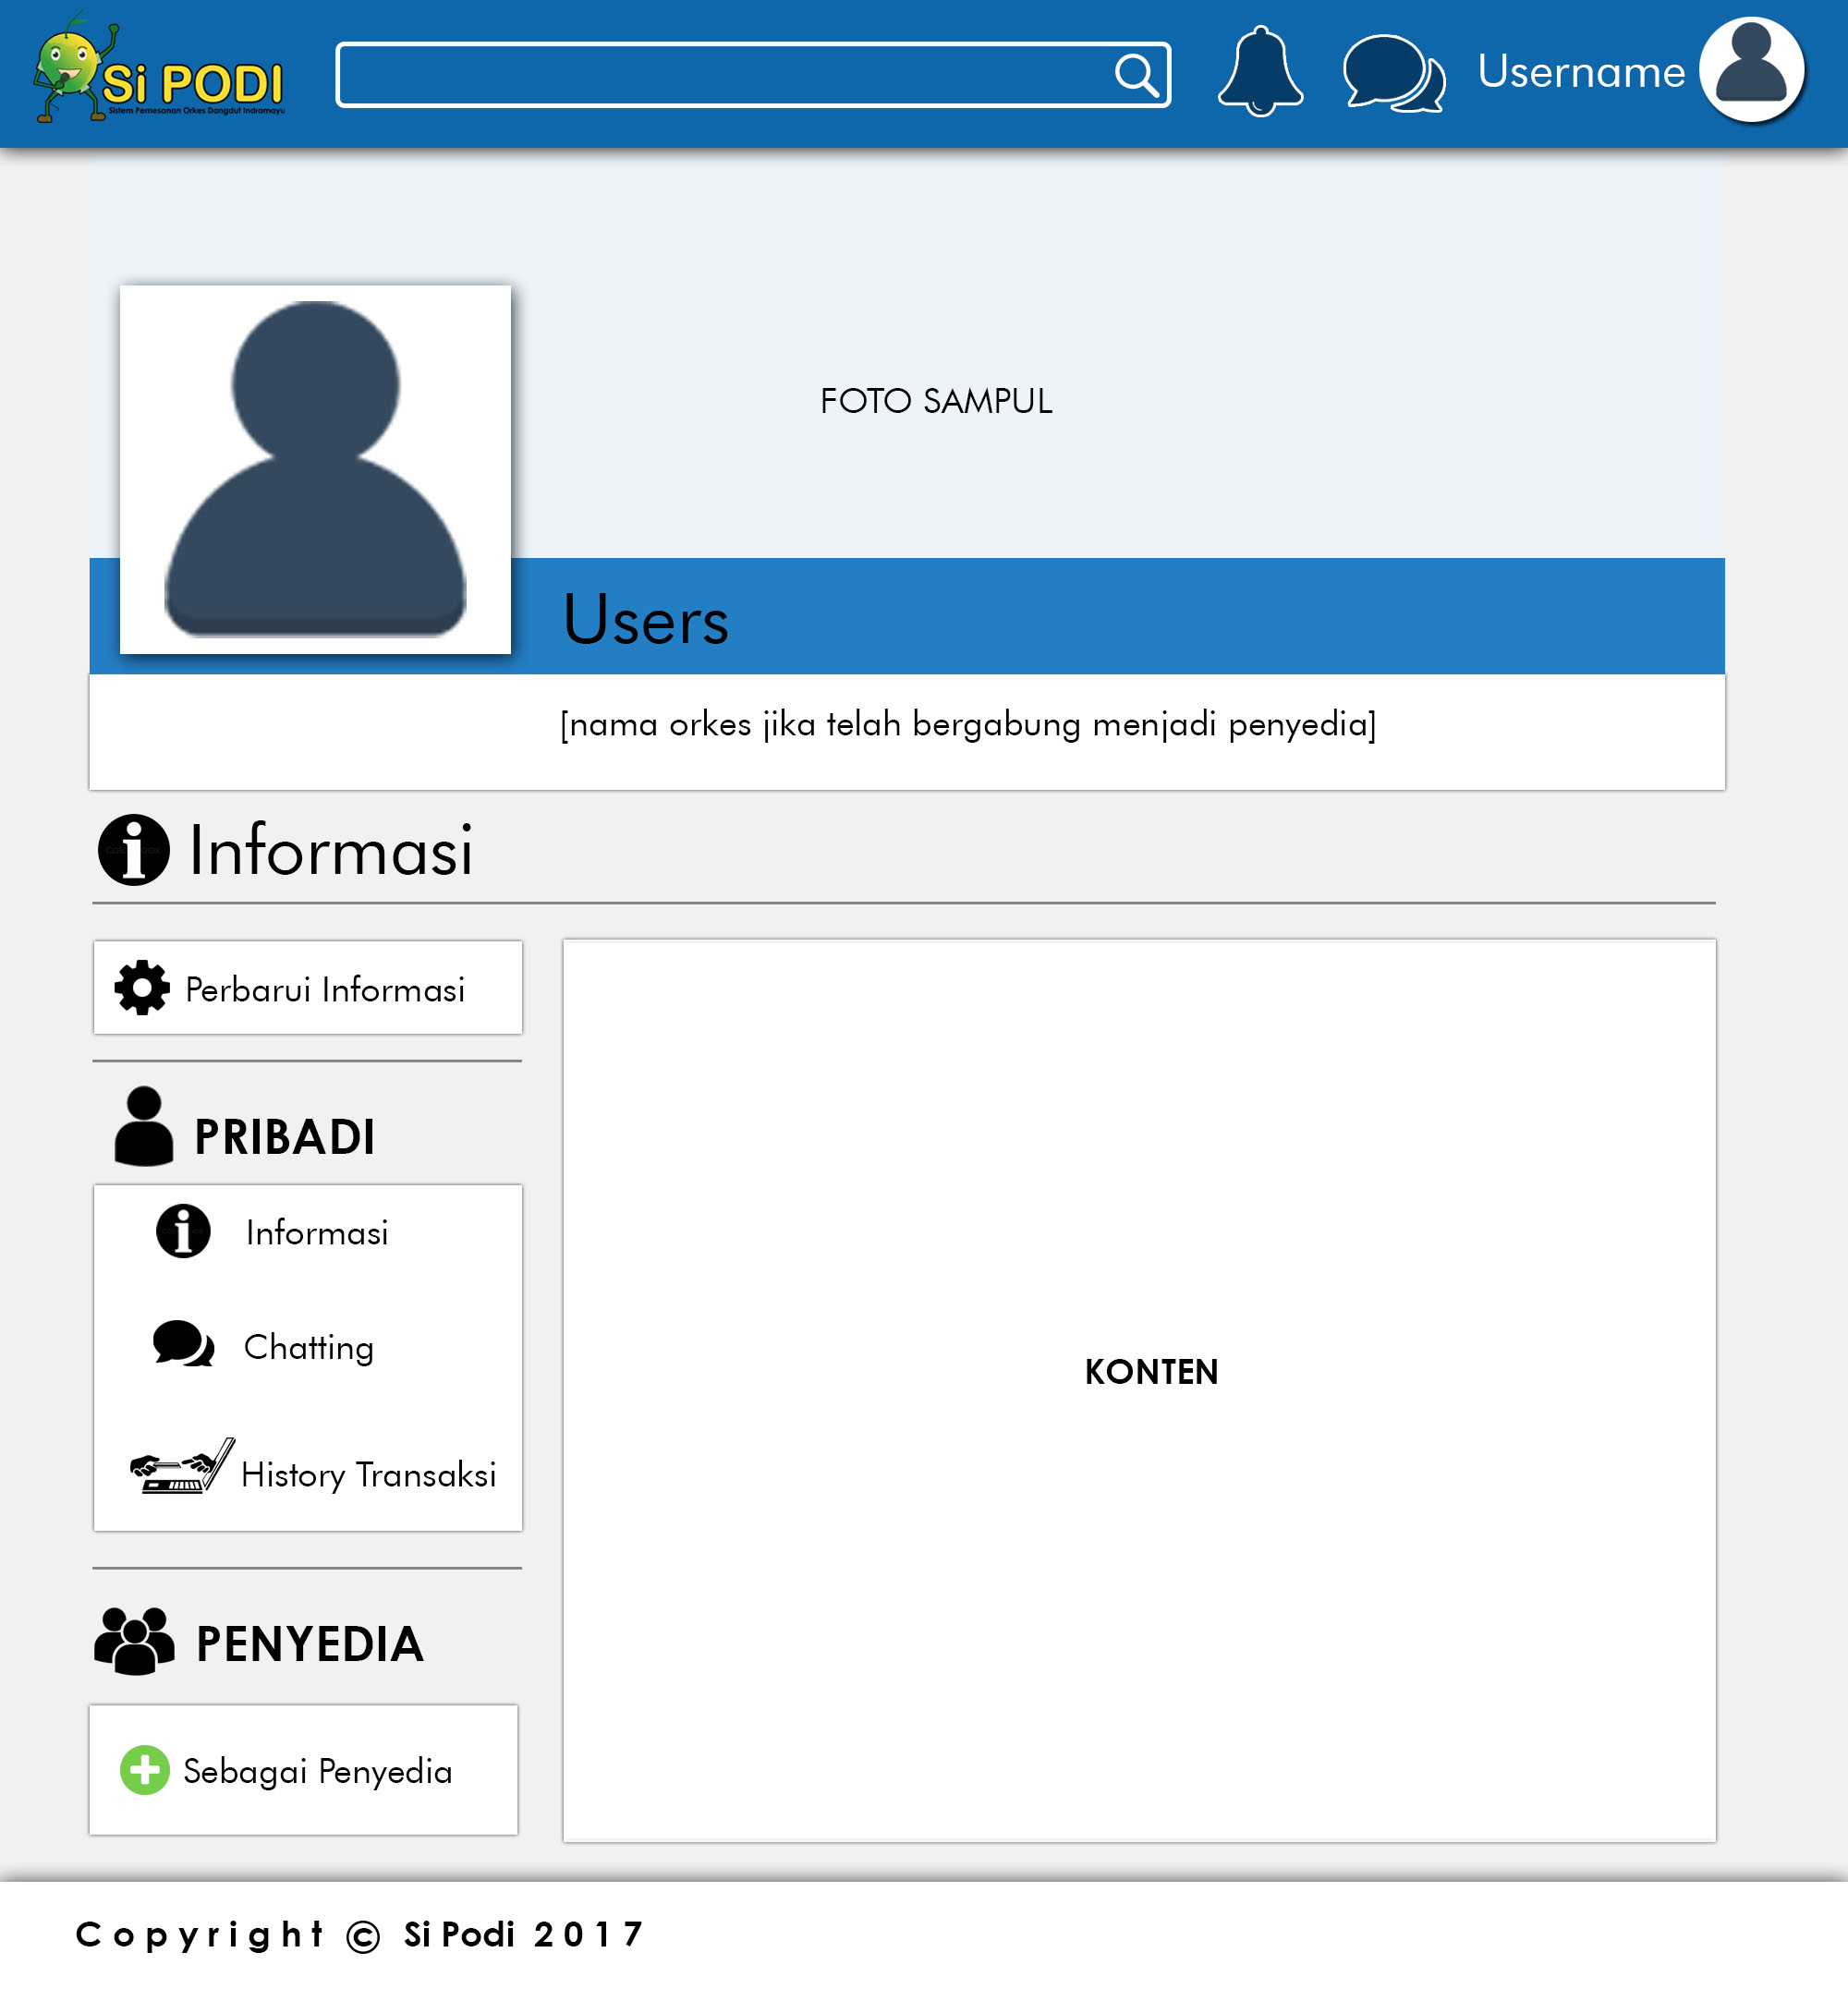 Si PODI
Sistem Pemesanan Orkes Dangdut Indramayu
Username
FOTO SAMPUL
Users
[nama orkes jika telah bergabung menjadi penyedia]
Informasi
Perbarui Informasi
PRIBADI
Informasi
Chatting
History Transaksi
KONTEN
PENYEDIA
Sebagai Penyedia
Copyright © Si Podi 2017